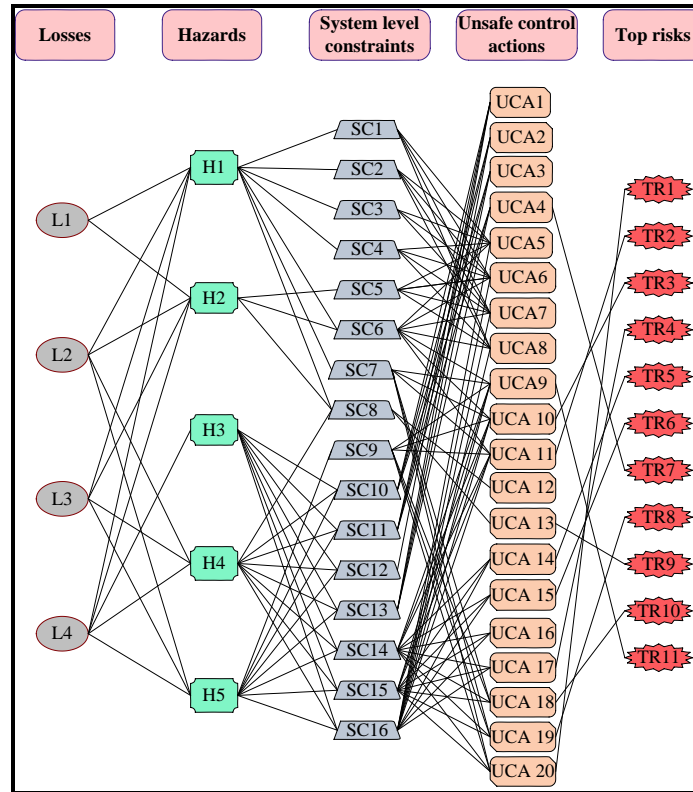 Losses
Hazards
System level
constraints
Unsafe control
actions
Top risks
L1
L2
L3
L4
H1
H2
H3
H4
H5
SC1
SC2
SC3
SC4
SC5
SC6
SC7
SC8
SC9
SC10
SC11
SC12
SC13
SC14
SC15
SC16
UCA1
UCA2
UCA3
UCA4
UCA5
UCA6
UCA7
UCA8
UCA9
UCA 10
UCA 11
UCA 12
UCA 13
UCA 14
UCA 15
UCA 16
UCA 17
UCA 18
UCA 19
UCA 20
TR1
TR2
TR3
TR4
TR5
TR6
TR7
TR8
TR9
TR10
TR11